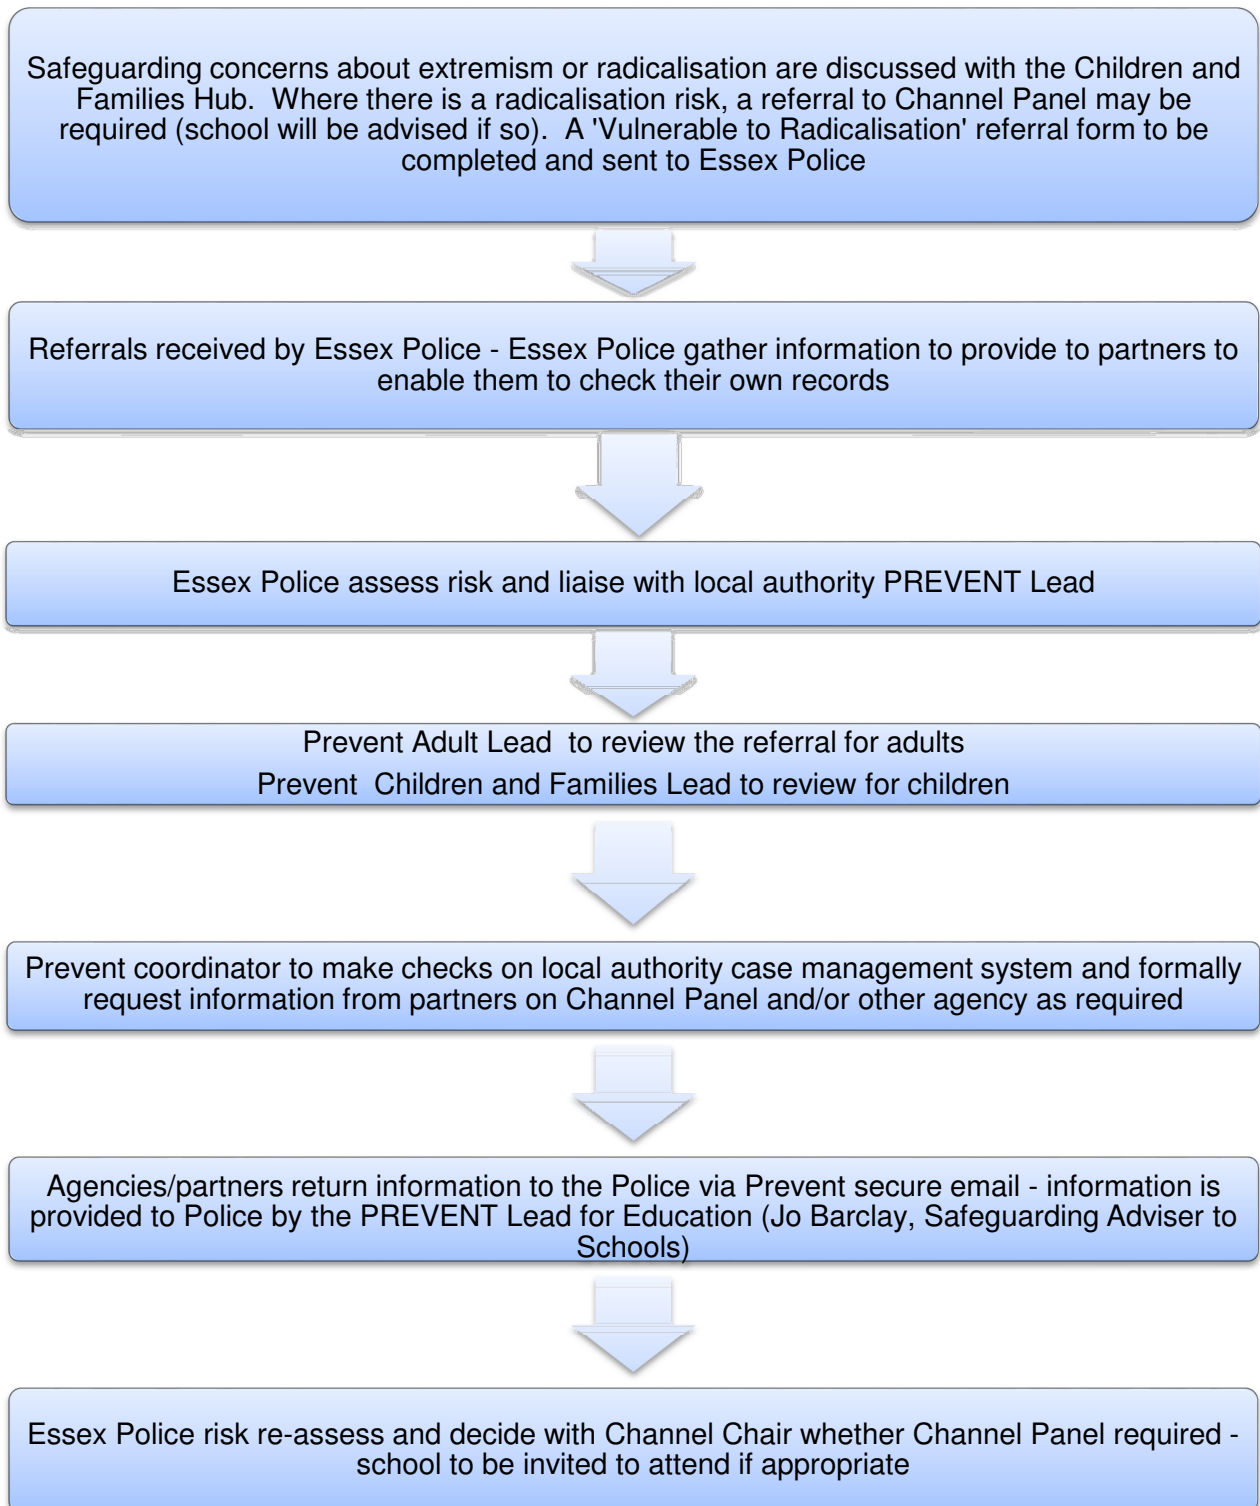 Safeguarding concerns about extremism or radicalisation are discussed with the Children and
Families Hub.  Where there is a radicalisation risk, a referral to Channel Panel may be
required (school will be advised if so).  A 'Vulnerable to Radicalisation' referral form to be
completed and sent to Essex Police
Referrals received by Essex Police - Essex Police gather information to provide to partners to
enable them to check their own records
Essex Police assess risk and liaise with local authority PREVENT Lead
Prevent Adult Lead  to review the referral for adults
Prevent  Children and Families Lead to review for children
Prevent coordinator to make checks on local authority case management system and formally
request information from partners on Channel Panel and/or other agency as required
Agencies/partners return information to the Police via Prevent secure email - information is
provided to Police by the PREVENT Lead for Education (Jo Barclay, Safeguarding Adviser to
Schools)
Essex Police risk re-assess and decide with Channel Chair whether Channel Panel required -
school to be invited to attend if appropriate